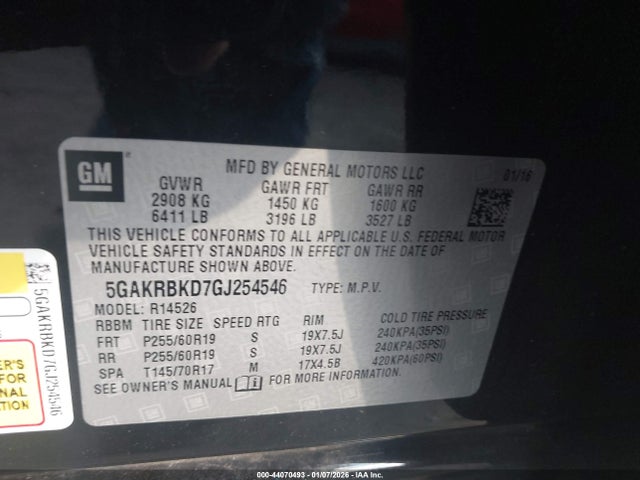 GM
MFD BY GENERAL MOTORS LLC 01/16
GVWR GAWR FRT GAWR RR
2908 KG 1450 KG 1600 KG
6411 LB 3196 LB 3527 LB
THIS VEHICLE CONFORMS TO ALL APPLICABLE U.S. FEDERAL MOTOR
VEHICLE SAFETY STANDARDS IN EFFECT ON THE DATE OF
MANUFACTURE SHOWN ABOVE.
5GAKRBKD7GJ254546 TYPE: M.P.V.
MODEL: R14526
RBBM TIRE SIZE SPEED RTG RIM COLD TIRE PRESSURE
FRT P255/60R19 S 19X7.5J 240KPA(35PSI)
RR P255/60R19 S 19X7.5J 240KPA(35PSI)
SPA T145/70R17 M 17X4.5B 420KPA(60PSI)
SEE OWNER'S MANUAL FOR MORE INFORMATION.
5GAKRBKD7GJ254546
FOR
NAL
TION
000-44070493 - 01/07/2026 - IAA, Inc.